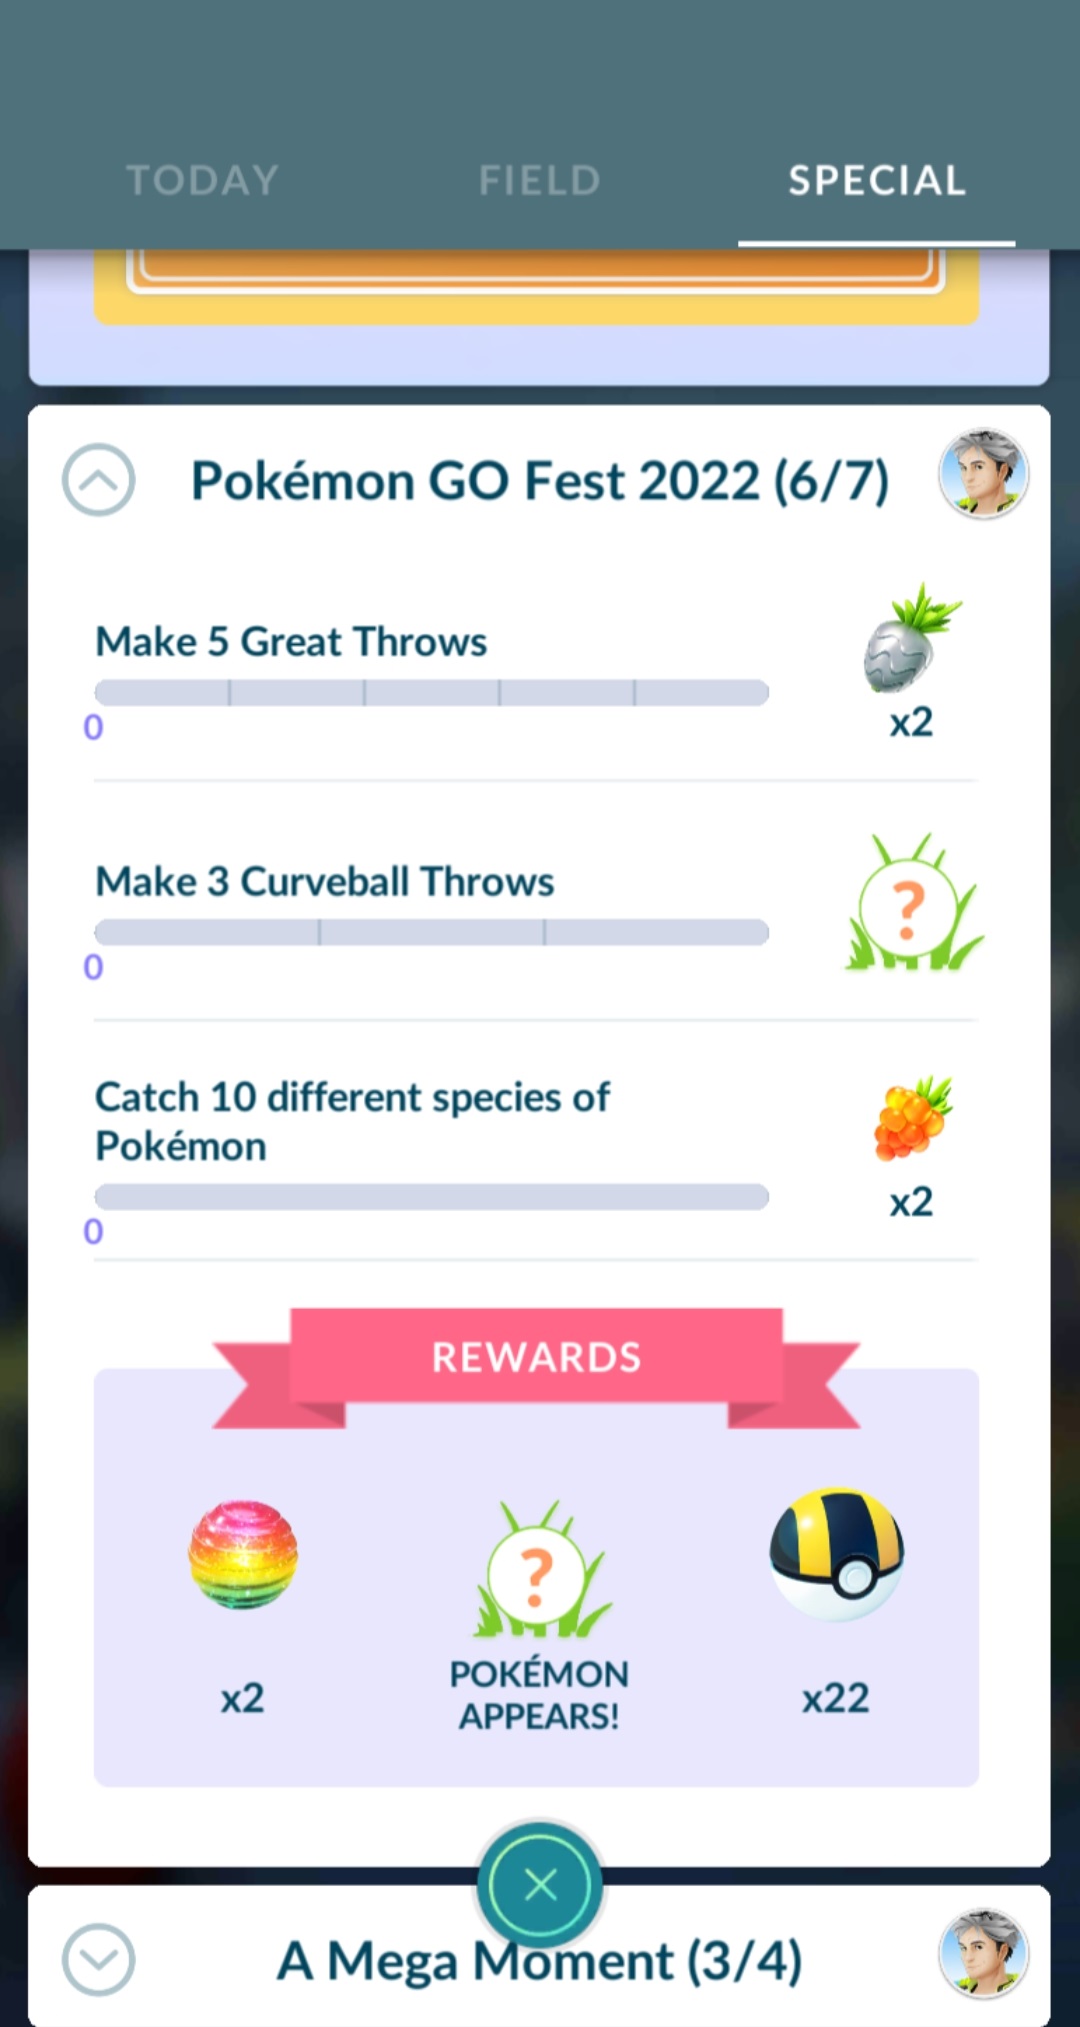 TODAY FIELD SPECIAL
Pokémon GO Fest 2022 (6/7)
Make 5 Great Throws
0
x2
Make 3 Curveball Throws
?
0
Catch 10 different species of
Pokémon
0
x2
REWARDS
?
POKÉMON
APPEARS!
x2
x22
A Mega Moment (3/4)